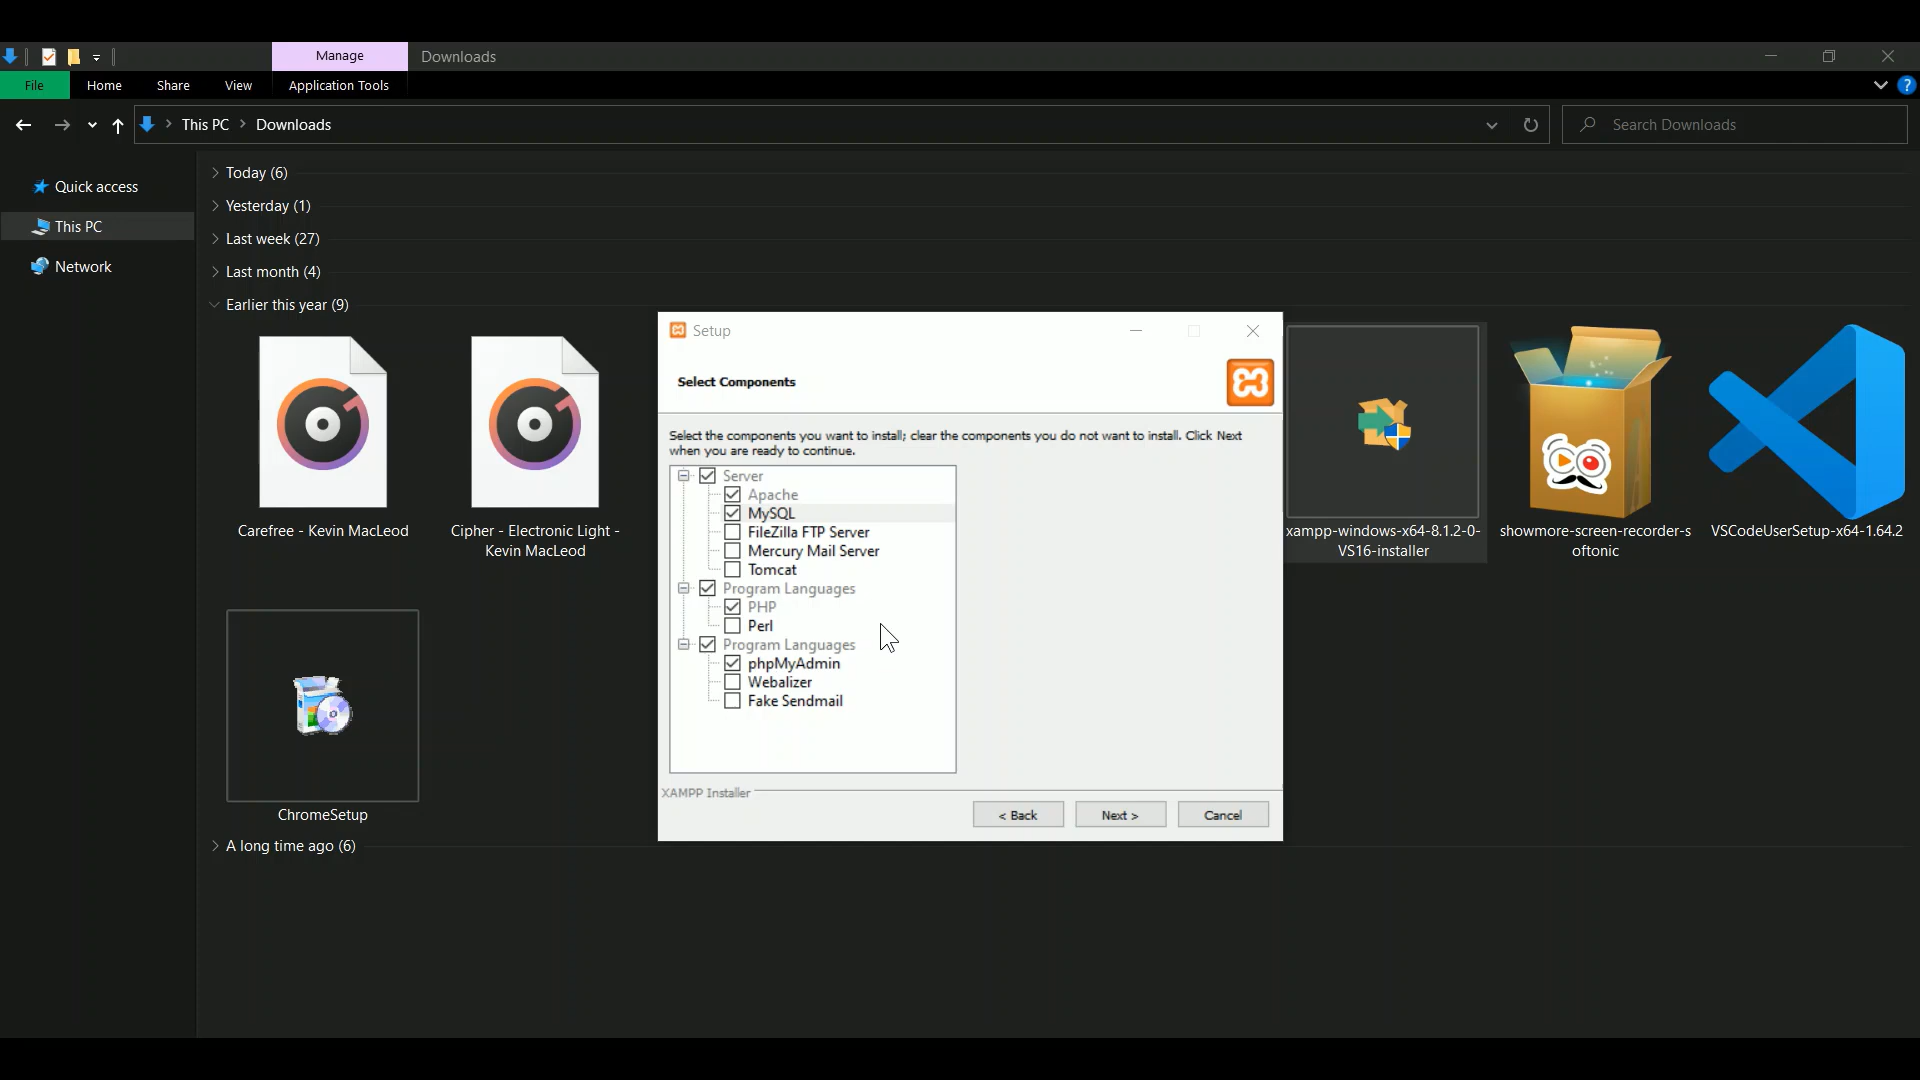 Manage
Downloads
File
Home
Share
View
Application Tools
This PC
Downloads
Search Downloads
Quick access
This PC
Network
Today (6)
Yesterday (1)
Last week (27)
Last month (4)
Earlier this year (9)
Carefree - Kevin MacLeod
Cipher - Electronic Light -
Kevin MacLeod
xampp-windows-x64-8.1.2-0-
VS16-installer
showmore-screen-recorder-s
oftonic
VSCodeUserSetup-x64-1.64.2
ChromeSetup
A long time ago (6)
Setup
Select Components
Select the components you want to install; clear the components you do not want to install. Click Next
when you are ready to continue.
Server
Apache
MySQL
FileZilla FTP Server
Mercury Mail Server
Tomcat
Program Languages
PHP
Perl
Program Languages
phpMyAdmin
Webalizer
Fake Sendmail
XAMPP Installer
< Back
Next >
Cancel